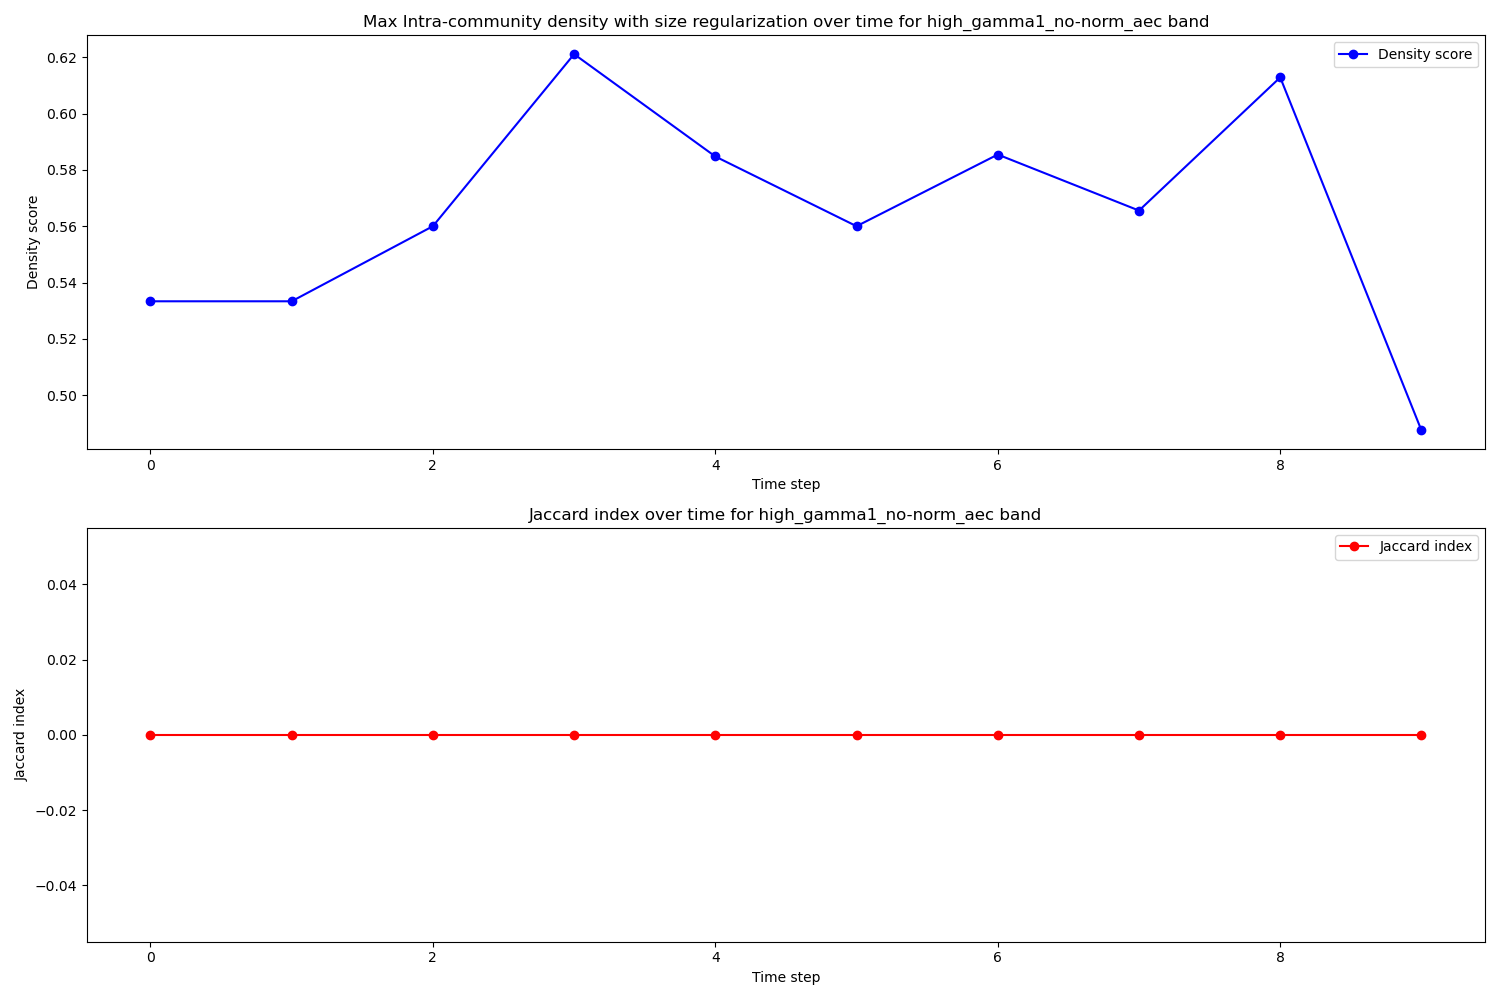 Max Intra-community density with size regularization over time for high_gamma1_no-norm_aec band
Density score
0.62
0.60
0.58
0.56
0.54
0.52
0.50
Density score
0 2 4 6 8
Time step
Jaccard index over time for high_gamma1_no-norm_aec band
Jaccard index
0.04
0.02
0.00
−0.02
−0.04
Jaccard index
0 2 4 6 8
Time step